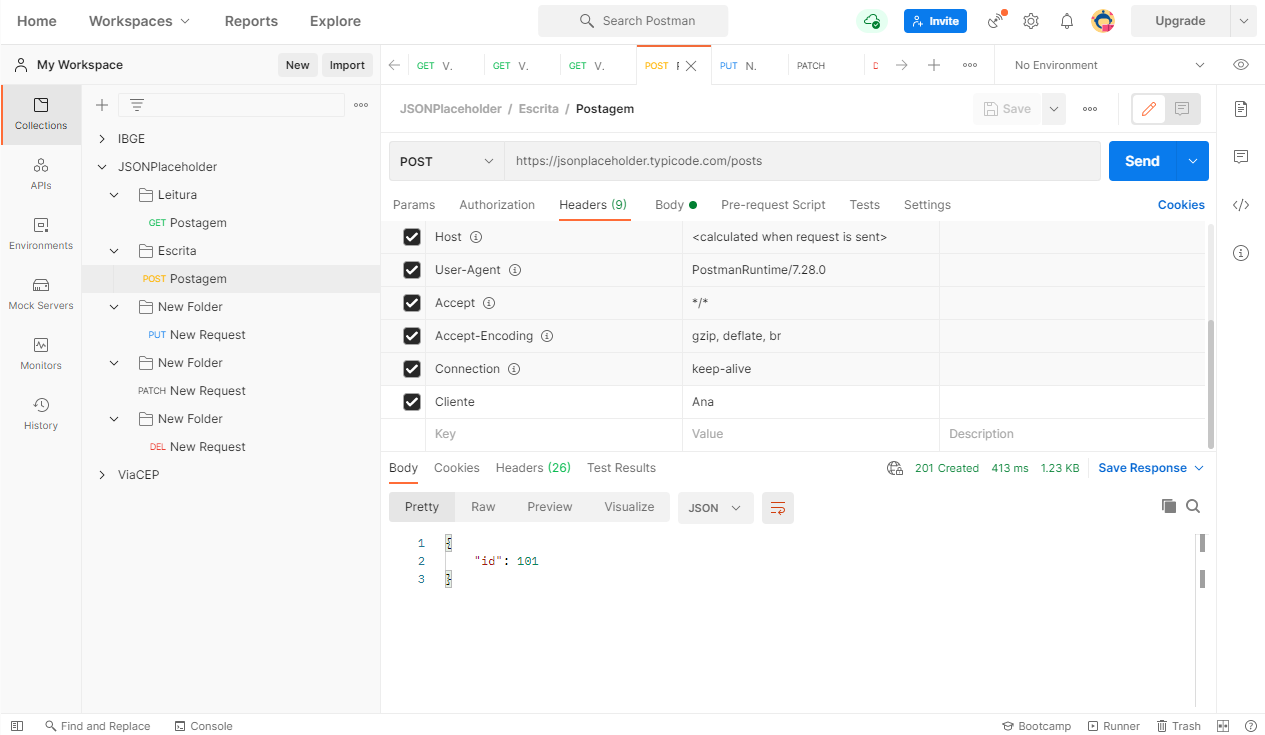 Home Workspaces Reports Explore Search Postman Invite Upgrade
My Workspace New Import GET V. GET V. GET V. POST PUT N. PATCH No Environment
Collections
APIs
Environments
Mock Servers
Monitors
History
IBGE
JSONPlaceholder
Leitura
GET Postagem
Escrita
POST Postagem
New Folder
PUT New Request
New Folder
PATCH New Request
New Folder
DEL New Request
ViaCEP
JSONPlaceholder / Escrita / Postagem Save
POST https://jsonplaceholder.typicode.com/posts Send
Params Authorization Headers (9) Body Pre-request Script Tests Settings Cookies
Host <calculated when request is sent>
User-Agent PostmanRuntime/7.28.0
Accept */*
Accept-Encoding gzip, deflate, br
Connection keep-alive
Cliente Ana
Key Value Description
Body Cookies Headers (26) Test Results 201 Created 413 ms 1.23 KB Save Response
Pretty Raw Preview Visualize JSON
1 {
2 "id": 101
3 }
Find and Replace Console Bootcamp Runner Trash